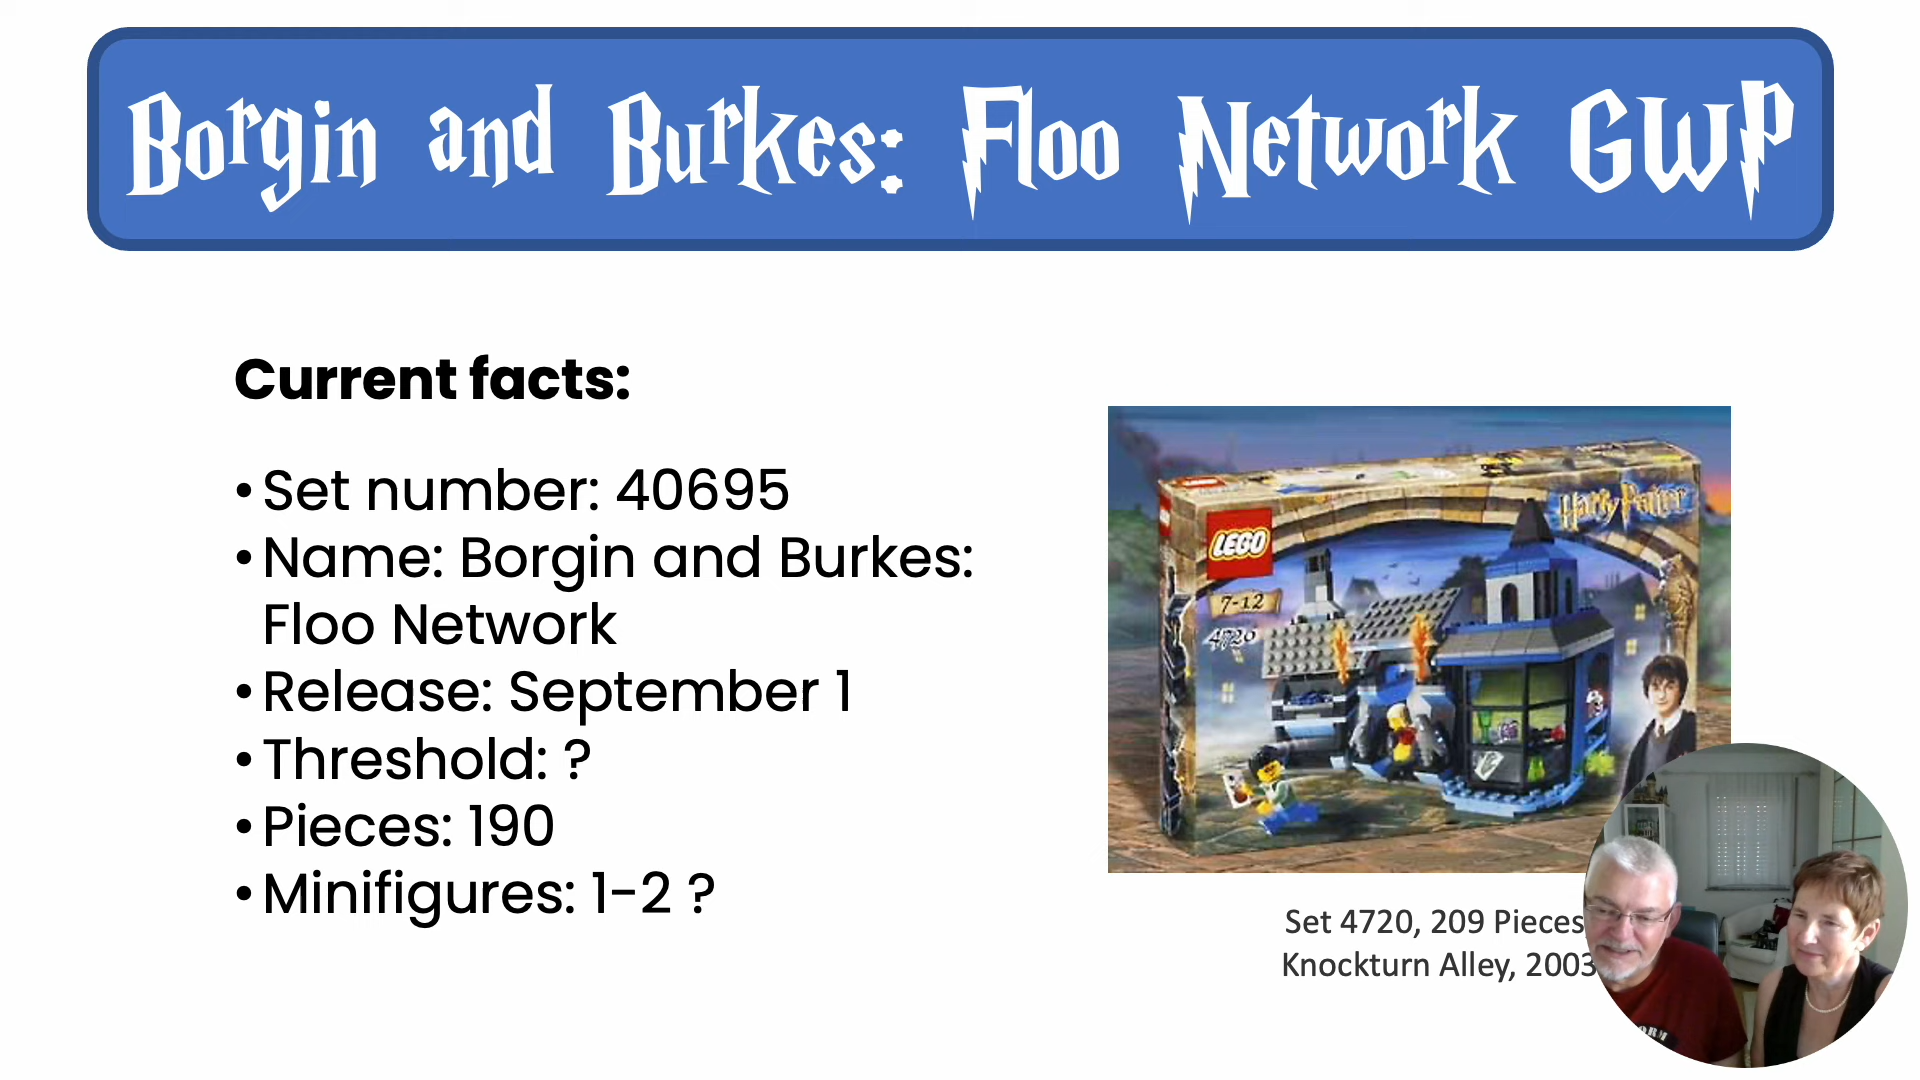 Borgin and Burkes: Floo Network GWP
Current facts:
• Set number: 40695
• Name: Borgin and Burkes:
Floo Network
• Release: September 1
• Threshold: ?
• Pieces: 190
• Minifigures: 1-2 ?
Harry Potter
LEGO
7-12
4720
Set 4720, 209 Pieces
Knockturn Alley, 2003